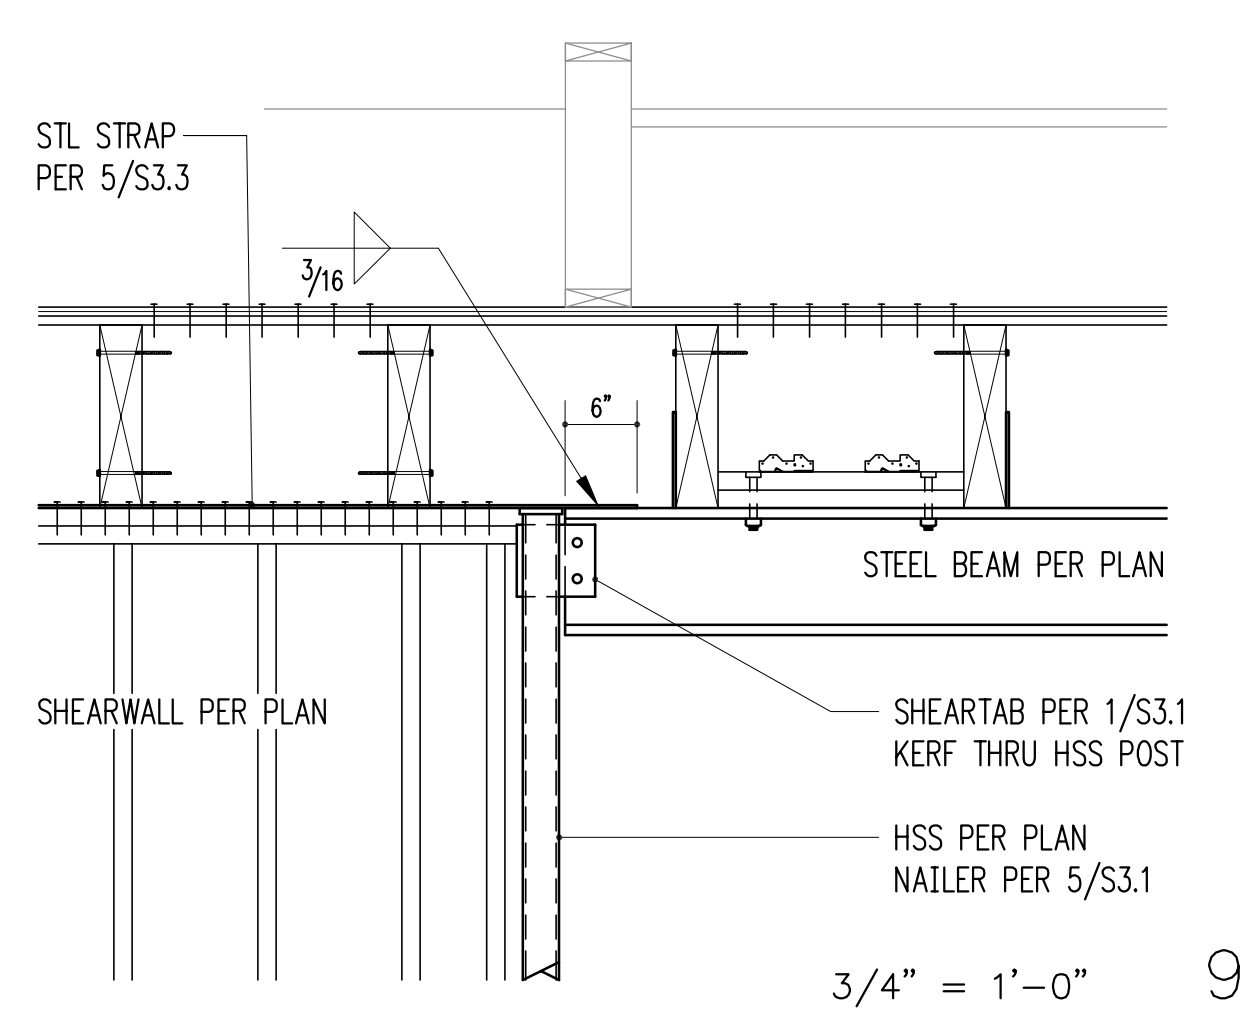 STL STRAP
PER 5/S3.3
3/16
6"
STEEL BEAM PER PLAN
SHEARWALL PER PLAN
SHEARTAB PER 1/S3.1
KERF THRU HSS POST
HSS PER PLAN
NAILER PER 5/S3.1
3/4" = 1'-0"
9